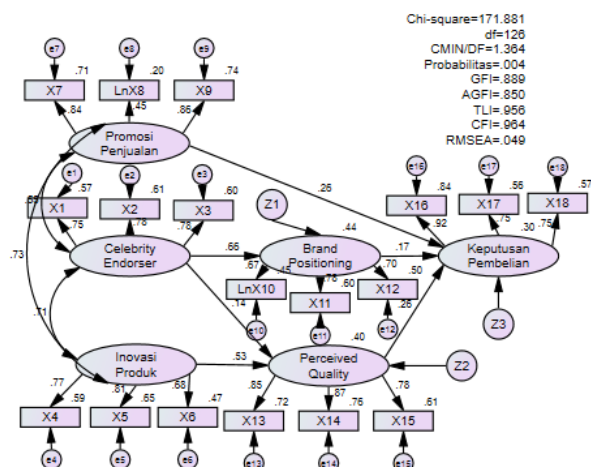 Chi-square=171.881
df=126
CMIN/DF=1.364
Probabilitas=.004
GFI=.889
AGFI=.850
TLI=.956
CFI=.964
RMSEA=.049
e7 e8 e9
.71 .20 .74
X7 LnX8 X9
.84 .45 .86
Promosi
Penjualan
e1 e2 e3
.57 .61 .60
X1 X2 X3
.75 .78 .78
Celebrity
Endorser
.73
.71
.26
.66
.14
Z1
.44
Brand
Positioning
.17
.67 .78 .70
.45 .60 .50
LnX10 X11 X12
e10 e11 e12
e16 e17 e18
.84 .56 .57
X16 X17 X18
.92 .75 .75
.30
Keputusan
Pembelian
Z3
.26
Inovasi
Produk
.53
.77 .81 .68
.59 .65 .47
X4 X5 X6
e4 e5 e6
.40
Perceived
Quality
Z2
.85 .87 .78
.72 .76 .61
X13 X14 X15
e13 e14 e15